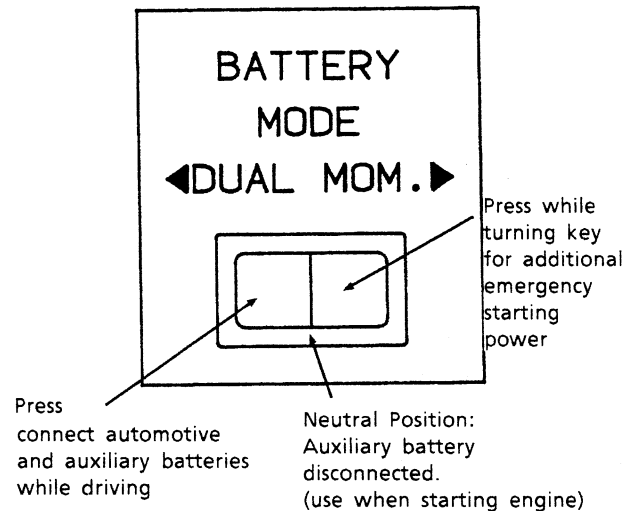 BATTERY
MODE
◀DUAL MOM.▶
Press while
turning key
for additional
emergency
starting
power
Press
connect automotive
and auxiliary batteries
while driving
Neutral Position:
Auxiliary battery
disconnected.
(use when starting engine)